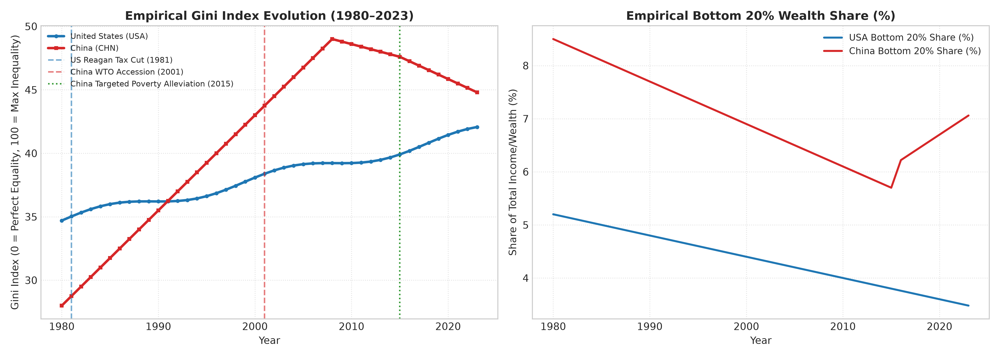 Empirical Gini Index Evolution (1980–2023)
Gini Index (0 = Perfect Equality, 100 = Max Inequality)
50
45
40
35
30
United States (USA)
China (CHN)
US Reagan Tax Cut (1981)
China WTO Accession (2001)
China Targeted Poverty Alleviation (2015)
1980 1990 2000 2010 2020
Year
Empirical Bottom 20% Wealth Share (%)
Share of Total Income/Wealth (%)
8
7
6
5
4
USA Bottom 20% Share (%)
China Bottom 20% Share (%)
1980 1990 2000 2010 2020
Year